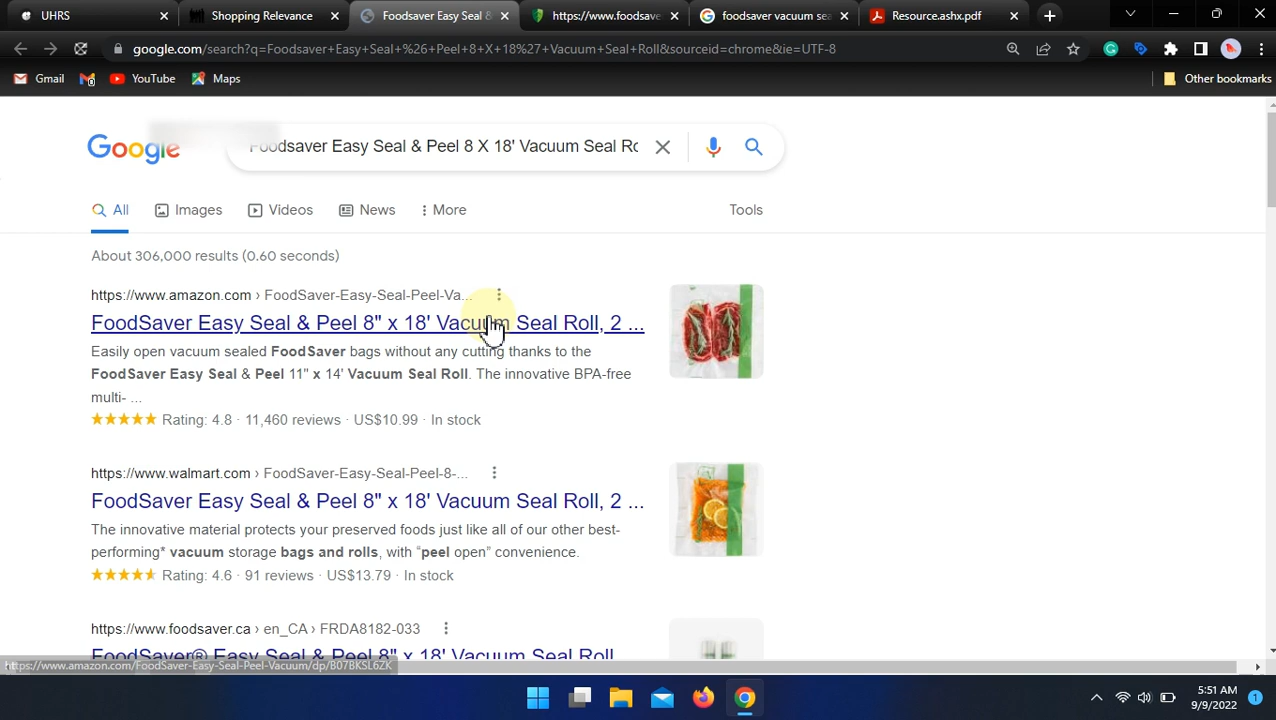 UHRS
Shopping Relevance
Foodsaver Easy Seal &
https://www.foodsave
foodsaver vacuum sea
Resource.ashx.pdf
google.com/search?q=Foodsaver+Easy+Seal+%26+Peel+8+X+18%27+Vacuum+Seal+Roll&sourceid=chrome&ie=UTF-8
Gmail
YouTube
Maps
Other bookmarks
Google
Foodsaver Easy Seal & Peel 8 X 18' Vacuum Seal Ro
All
Images
Videos
News
More
Tools
About 306,000 results (0.60 seconds)
https://www.amazon.com › FoodSaver-Easy-Seal-Peel-Va...
FoodSaver Easy Seal & Peel 8" x 18' Vacuum Seal Roll, 2 ...
Easily open vacuum sealed FoodSaver bags without any cutting thanks to the
FoodSaver Easy Seal & Peel 11" x 14' Vacuum Seal Roll. The innovative BPA-free
multi- ...
Rating: 4.8 · 11,460 reviews · US$10.99 · In stock
https://www.walmart.com › FoodSaver-Easy-Seal-Peel-8-...
FoodSaver Easy Seal & Peel 8" x 18' Vacuum Seal Roll, 2 ...
The innovative material protects your preserved foods just like all of our other best-
performing* vacuum storage bags and rolls, with “peel open” convenience.
Rating: 4.6 · 91 reviews · US$13.79 · In stock
https://www.foodsaver.ca › en_CA › FRDA8182-033
FoodSaver® Easy Seal & Peel 8" x 18' Vacuum Seal Roll
https://www.amazon.com/FoodSaver-Easy-Seal-Peel-Vacuum/dp/B07BKSL6ZK
5:51 AM
9/9/2022
1